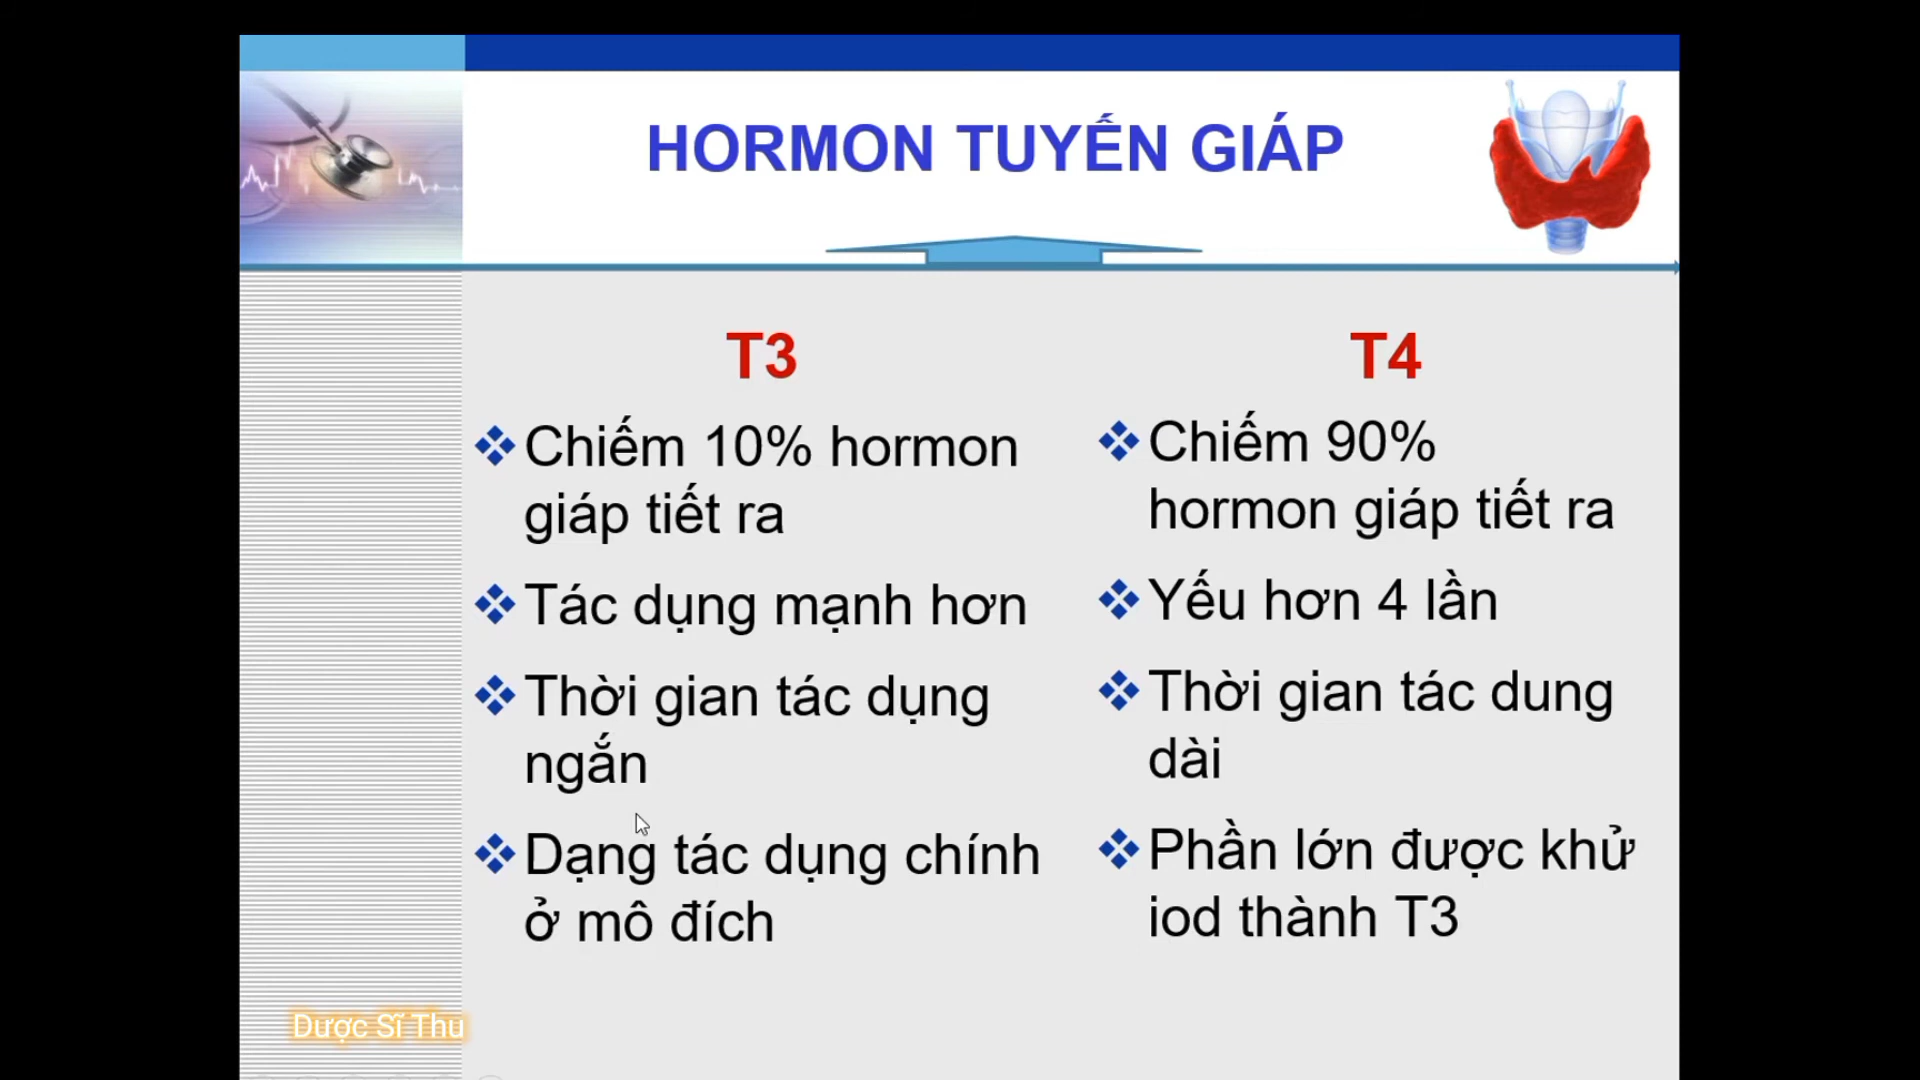 HORMON TUYẾN GIÁP
T3
Chiếm 10% hormon
giáp tiết ra
Tác dụng mạnh hơn
Thời gian tác dụng
ngắn
Dạng tác dụng chính
ở mô đích
T4
Chiếm 90%
hormon giáp tiết ra
Yếu hơn 4 lần
Thời gian tác dung
dài
Phần lớn được khử
iod thành T3
Dược Sĩ Thu